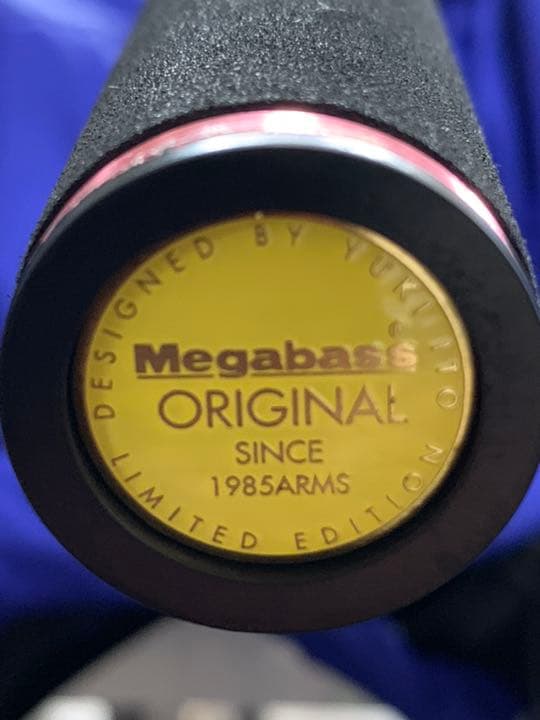 DESIGNED BY YUKI ITO
Megabass
ORIGINAL
SINCE
1985ARMS
LIMITED EDITION